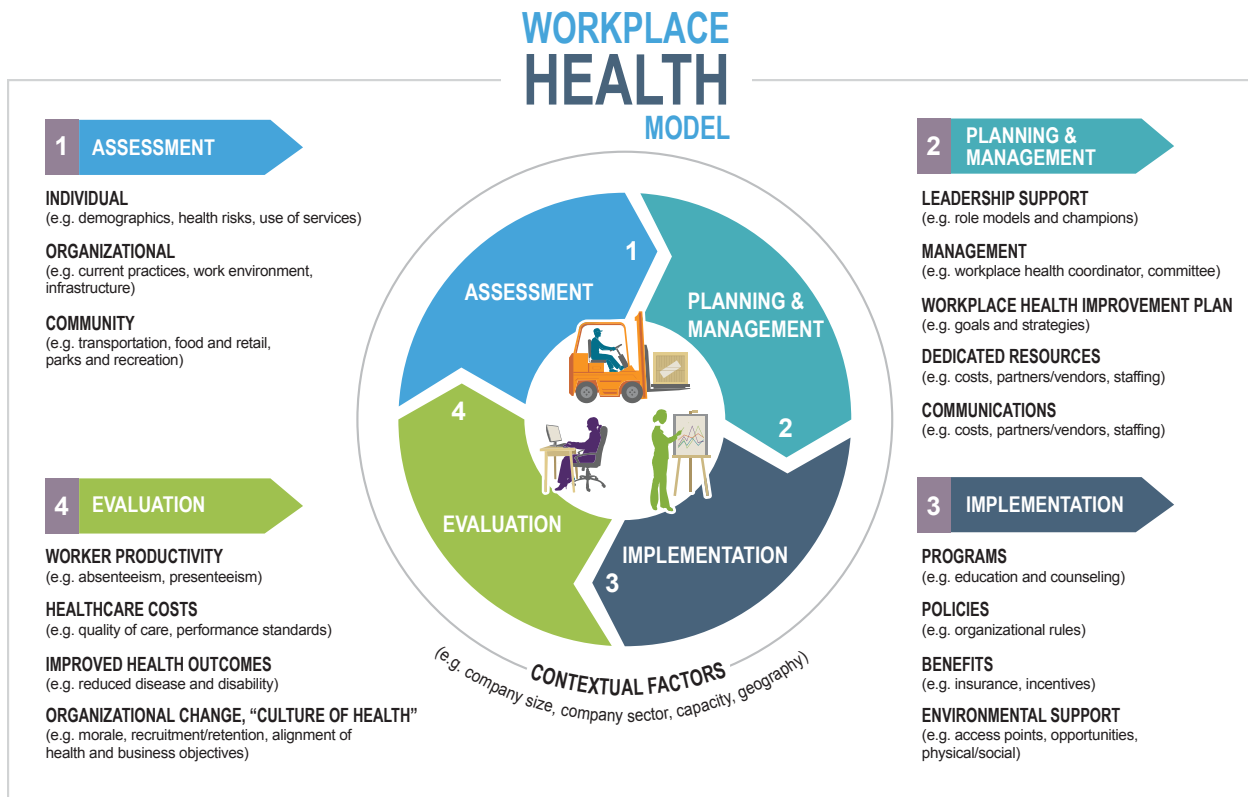 WORKPLACE
HEALTH
MODEL
1 ASSESSMENT
INDIVIDUAL
(e.g. demographics, health risks, use of services)
ORGANIZATIONAL
(e.g. current practices, work environment,
infrastructure)
COMMUNITY
(e.g. transportation, food and retail,
parks and recreation)
2 PLANNING &
MANAGEMENT
LEADERSHIP SUPPORT
(e.g. role models and champions)
MANAGEMENT
(e.g. workplace health coordinator, committee)
WORKPLACE HEALTH IMPROVEMENT PLAN
(e.g. goals and strategies)
DEDICATED RESOURCES
(e.g. costs, partners/vendors, staffing)
COMMUNICATIONS
(e.g. costs, partners/vendors, staffing)
1
ASSESSMENT
PLANNING &
MANAGEMENT
2
4
EVALUATION
IMPLEMENTATION
3
CONTEXTUAL FACTORS
(e.g. company size, company sector, capacity, geography)
4 EVALUATION
WORKER PRODUCTIVITY
(e.g. absenteeism, presenteeism)
HEALTHCARE COSTS
(e.g. quality of care, performance standards)
IMPROVED HEALTH OUTCOMES
(e.g. reduced disease and disability)
ORGANIZATIONAL CHANGE, “CULTURE OF HEALTH”
(e.g. morale, recruitment/retention, alignment of
health and business objectives)
3 IMPLEMENTATION
PROGRAMS
(e.g. education and counseling)
POLICIES
(e.g. organizational rules)
BENEFITS
(e.g. insurance, incentives)
ENVIRONMENTAL SUPPORT
(e.g. access points, opportunities,
physical/social)